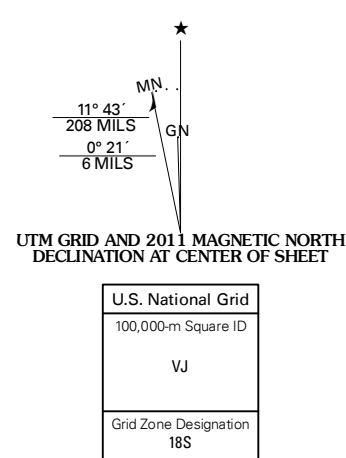 ★
MN
11° 43´
208 MILS
GN
0° 21´
6 MILS
UTM GRID AND 2011 MAGNETIC NORTH
DECLINATION AT CENTER OF SHEET
U.S. National Grid
100,000-m Square ID
VJ
Grid Zone Designation
18S